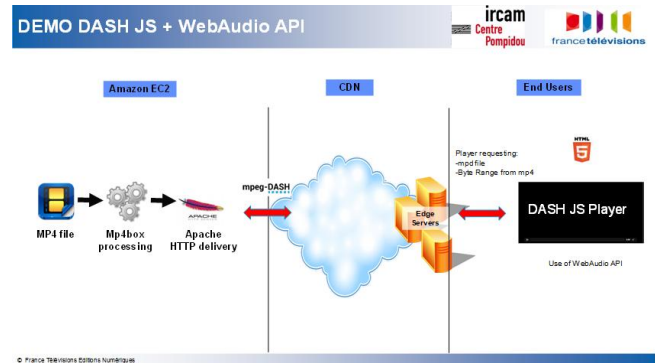 DEMO DASH JS + WebAudio API
ircam
Centre
Pompidou
francetélévisions
Amazon EC2
CDN
End Users
HTML
5
Player requesting:
-mpd file
-Byte Range from mp4
mpeg-DASH
APACHE
Edge
Servers
DASH JS Player
MP4 file
Mp4box
processing
Apache
HTTP delivery
Use of WebAudio API
© France Télévisions Editions Numériques